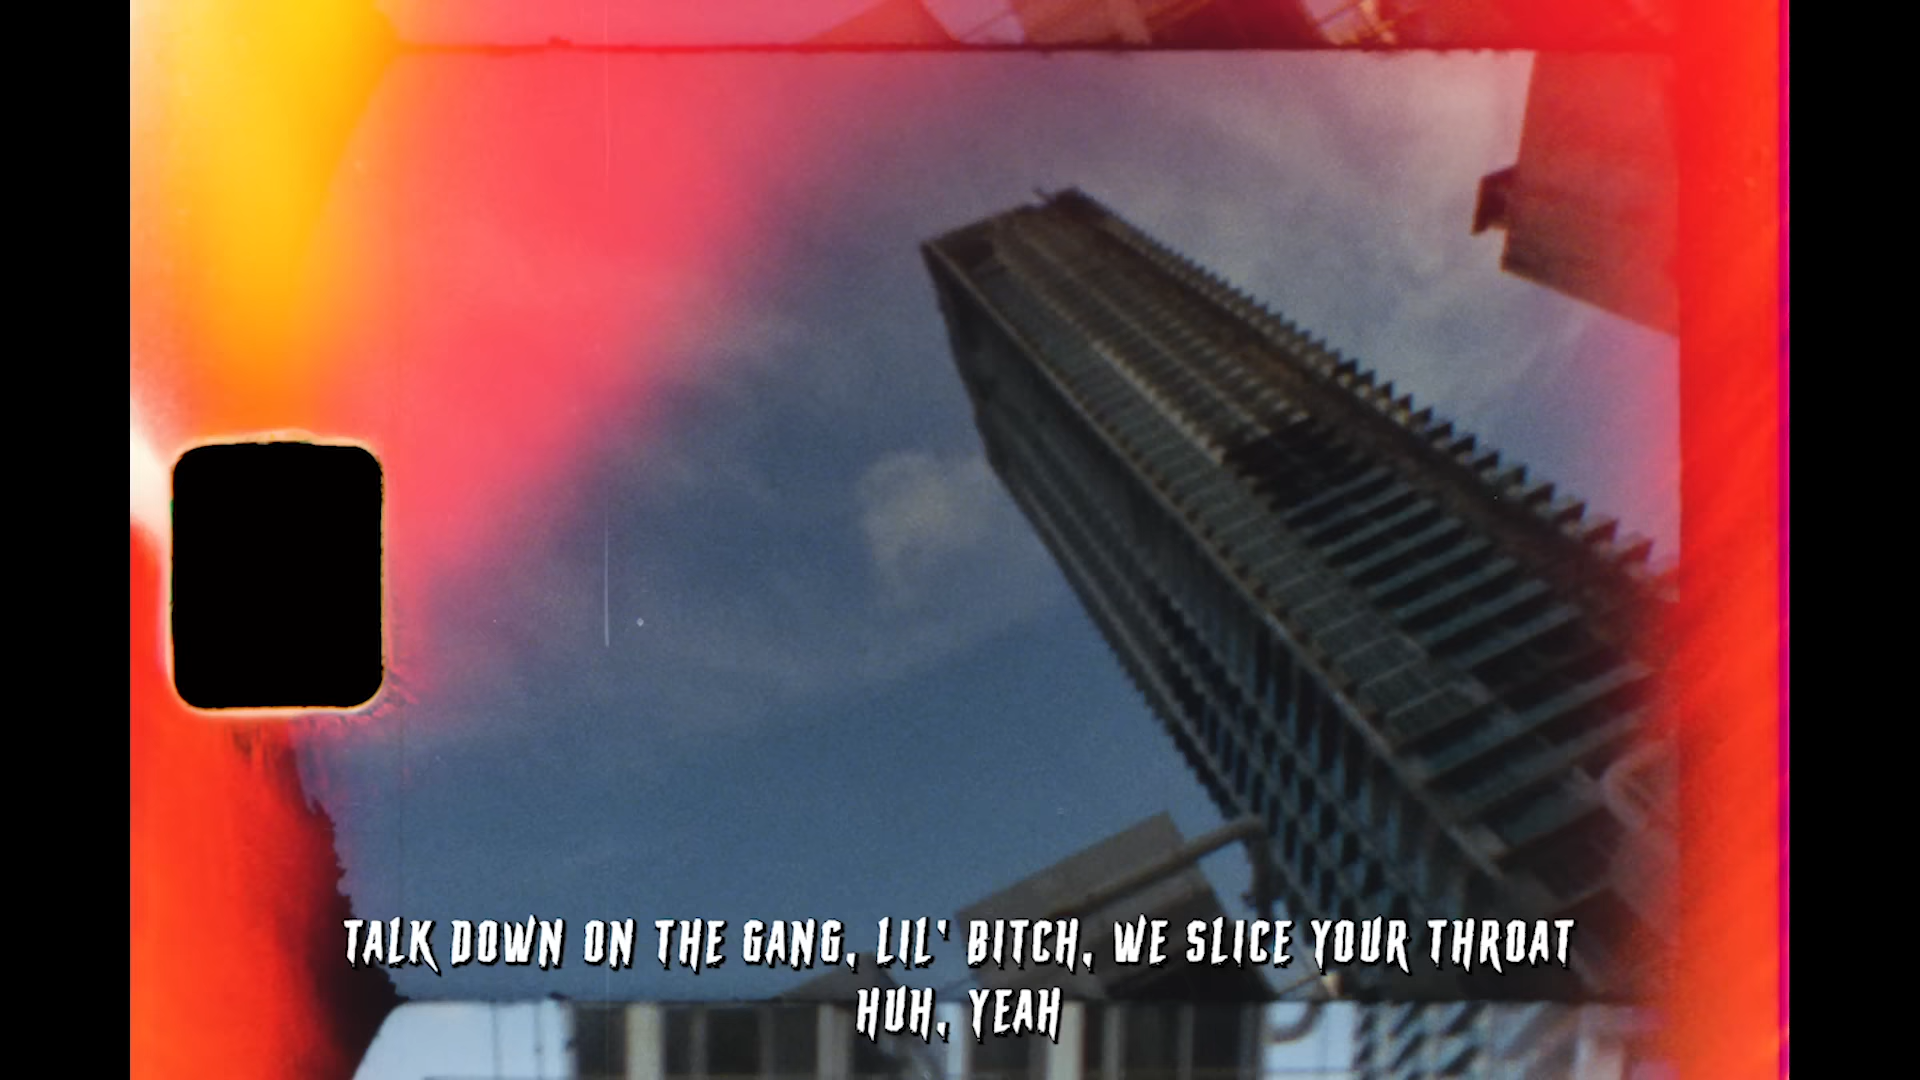 TALK DOWN ON THE GANG, LIL' BITCH, WE SLICE YOUR THROAT
HUH, YEAH